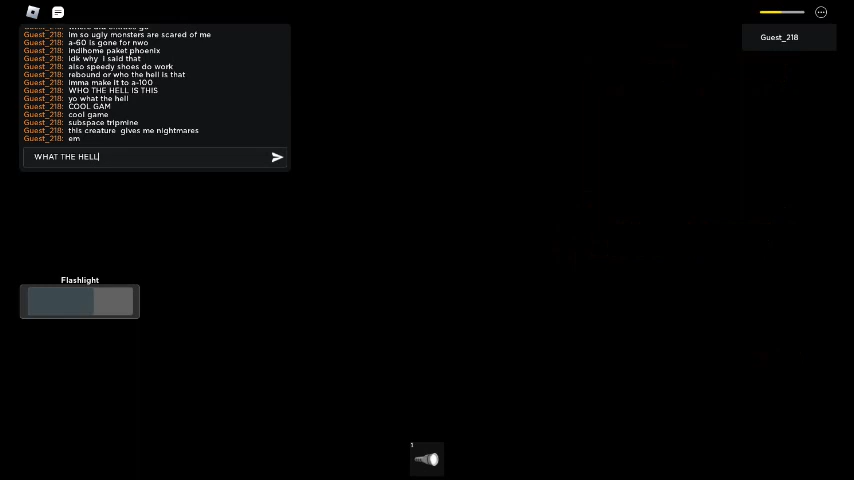 Guest_218: Im so ugly monsters are scared of me
Guest_218: a-60 is gone for nwo
Guest_218: indihome paket phoenix
Guest_218: idk why I said that
Guest_218: also speedy shoes do work
Guest_218: rebound or who the hell is that
Guest_218: imma make it to a-100
Guest_218: WHO THE HELL IS THIS
Guest_218: yo what the hell
Guest_218: COOL GAM
Guest_218: cool game
Guest_218: subspace tripmine
Guest_218: this creature gives me nightmares
Guest_218: em
WHAT THE HELL
Guest_218
Flashlight
1